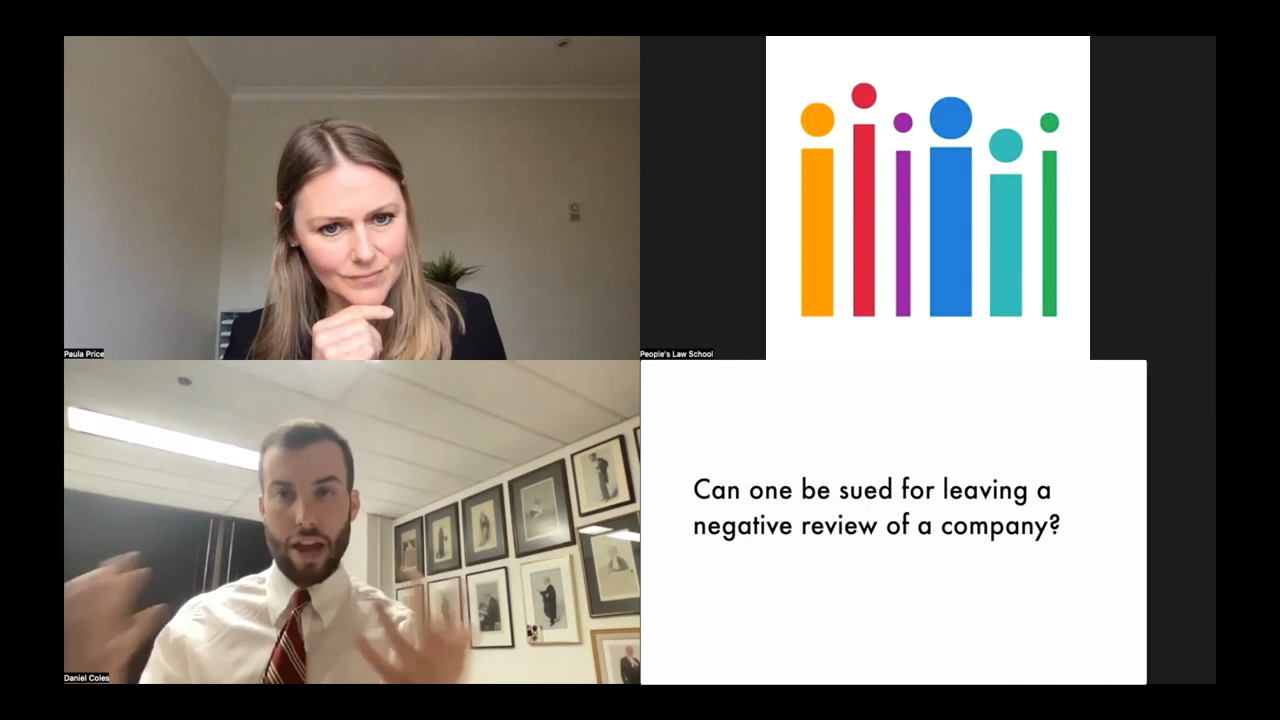 Paula Price
People's Law School
Can one be sued for leaving a
negative review of a company?
Daniel Coles